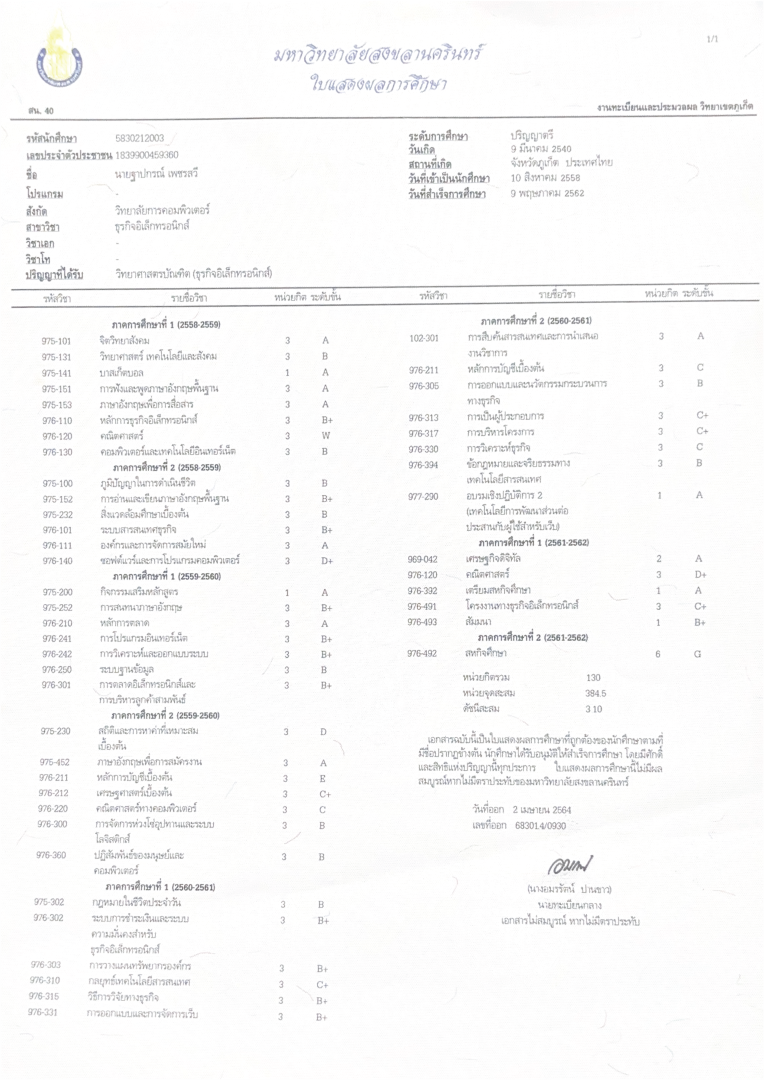 1/1
มหาวิทยาลัยสงขลานครินทร์
ใบแสดงผลการศึกษา
สน. 40
งานทะเบียนและประมวลผล วิทยาเขตภูเก็ต
รหัสนักศึกษา 5830212003
เลขประจำตัวประชาชน 1839900459360
ชื่อ นายฐาปกรณ์ เพชรสวี
โปรแกรม -
สังกัด วิทยาลัยการคอมพิวเตอร์
สาขาวิชา ธุรกิจอิเล็กทรอนิกส์
วิชาเอก -
วิชาโท -
ปริญญาที่ได้รับ วิทยาศาสตรบัณฑิต (ธุรกิจอิเล็กทรอนิกส์)
ระดับการศึกษา ปริญญาตรี
วันเกิด 9 มีนาคม 2540
สถานที่เกิด จังหวัดภูเก็ต ประเทศไทย
วันที่เข้าเป็นนักศึกษา 10 สิงหาคม 2558
วันที่สำเร็จการศึกษา 9 พฤษภาคม 2562
รหัสวิชา รายชื่อวิชา หน่วยกิต ระดับขั้น
ภาคการศึกษาที่ 1 (2558-2559)
975-101 จิตวิทยาสังคม 3 A
975-131 วิทยาศาสตร์ เทคโนโลยีและสังคม 3 B
975-141 บาสเก็ตบอล 1 A
975-151 การฟังและพูดภาษาอังกฤษพื้นฐาน 3 A
975-153 ภาษาอังกฤษเพื่อการสื่อสาร 3 A
976-110 หลักการธุรกิจอิเล็กทรอนิกส์ 3 B+
976-120 คณิตศาสตร์ 3 W
976-130 คอมพิวเตอร์และเทคโนโลยีอินเทอร์เน็ต 3 B
ภาคการศึกษาที่ 2 (2558-2559)
975-100 ภูมิปัญญาในการดำเนินชีวิต 3 B
975-152 การอ่านและเขียนภาษาอังกฤษพื้นฐาน 3 B+
975-232 สิ่งแวดล้อมศึกษาเบื้องต้น 3 B
976-101 ระบบสารสนเทศธุรกิจ 3 B+
976-111 องค์กรและการจัดการสมัยใหม่ 3 A
976-140 ซอฟต์แวร์และการโปรแกรมคอมพิวเตอร์ 3 D+
ภาคการศึกษาที่ 1 (2559-2560)
975-200 กิจกรรมเสริมหลักสูตร 1 A
975-252 การสนทนาภาษาอังกฤษ 3 B+
976-210 หลักการตลาด 3 A
976-241 การโปรแกรมอินเทอร์เน็ต 3 B+
976-242 การวิเคราะห์และออกแบบระบบ 3 B+
976-250 ระบบฐานข้อมูล 3 B
976-301 การตลาดอิเล็กทรอนิกส์และ 3 B+
การบริหารลูกค้าสามพันธ์
ภาคการศึกษาที่ 2 (2559-2560)
975-230 สถิติและการหาค่าที่เหมาะสม 3 D
เบื้องต้น
975-452 ภาษาอังกฤษเพื่อการสมัครงาน 3 A
976-211 หลักการบัญชีเบื้องต้น 3 E
976-212 เศรษฐศาสตร์เบื้องต้น 3 C+
976-220 คณิตศาสตร์ทางคอมพิวเตอร์ 3 C
976-300 การจัดการห่วงโซ่อุปทานและระบบ 3 B
โลจิสติกส์
976-360 ปฏิสัมพันธ์ของมนุษย์และ 3 B
คอมพิวเตอร์
ภาคการศึกษาที่ 1 (2560-2561)
975-302 กฎหมายในชีวิตประจำวัน 3 B
976-302 ระบบการชำระเงินและระบบ 3 B+
ความมั่นคงสำหรับ
ธุรกิจอิเล็กทรอนิกส์
976-303 การวางแผนทรัพยากรองค์กร 3 B+
976-310 กลยุทธ์เทคโนโลยีสารสนเทศ 3 C+
976-315 วิธีการวิจัยทางธุรกิจ 3 B+
976-331 การออกแบบและการจัดการเว็บ 3 B+
รหัสวิชา รายชื่อวิชา หน่วยกิต ระดับขั้น
ภาคการศึกษาที่ 2 (2560-2561)
102-301 การสืบค้นสารสนเทศและการนำเสนอ 3 A
งานวิชาการ
976-211 หลักการบัญชีเบื้องต้น 3 C
976-305 การออกแบบและนวัตกรรมกระบวนการ 3 B
ทางธุรกิจ
976-313 การเป็นผู้ประกอบการ 3 C+
976-317 การบริหารโครงการ 3 C+
976-330 การวิเคราะห์ธุรกิจ 3 C
976-394 ข้อกฎหมายและจริยธรรมทาง 3 B
เทคโนโลยีสารสนเทศ
977-290 อบรมเชิงปฏิบัติการ 2 1 A
(เทคโนโลยีการพัฒนาส่วนต่อ
ประสานกับผู้ใช้สำหรับเว็บ)
ภาคการศึกษาที่ 1 (2561-2562)
969-042 เศรษฐกิจดิจิทัล 2 A
976-120 คณิตศาสตร์ 3 D+
976-392 เตรียมสหกิจศึกษา 1 A
976-491 โครงงานทางธุรกิจอิเล็กทรอนิกส์ 3 C+
976-493 สัมมนา 1 B+
ภาคการศึกษาที่ 2 (2561-2562)
976-492 สหกิจศึกษา 6 G
หน่วยกิตรวม 130
หน่วยจุดสะสม 384.5
ดัชนีสะสม 3 10
เอกสารฉบับนี้เป็นใบแสดงผลการศึกษาที่ถูกต้องของนักศึกษาตามที่
มีชื่อปรากฏข้างต้น นักศึกษาได้รับอนุมัติให้สำเร็จการศึกษา โดยมีศักดิ์
และสิทธิแห่งปริญญานี้ทุกประการ ใบแสดงผลการศึกษานี้ไม่มีผล
สมบูรณ์หากไม่มีตราประทับของมหาวิทยาลัยสงขลานครินทร์
วันที่ออก 2 เมษายน 2564
เลขที่ออก 683014/0930
(นางอมรรัตน์ ปานขาว)
นายทะเบียนกลาง
เอกสารไม่สมบูรณ์ หากไม่มีตราประทับ